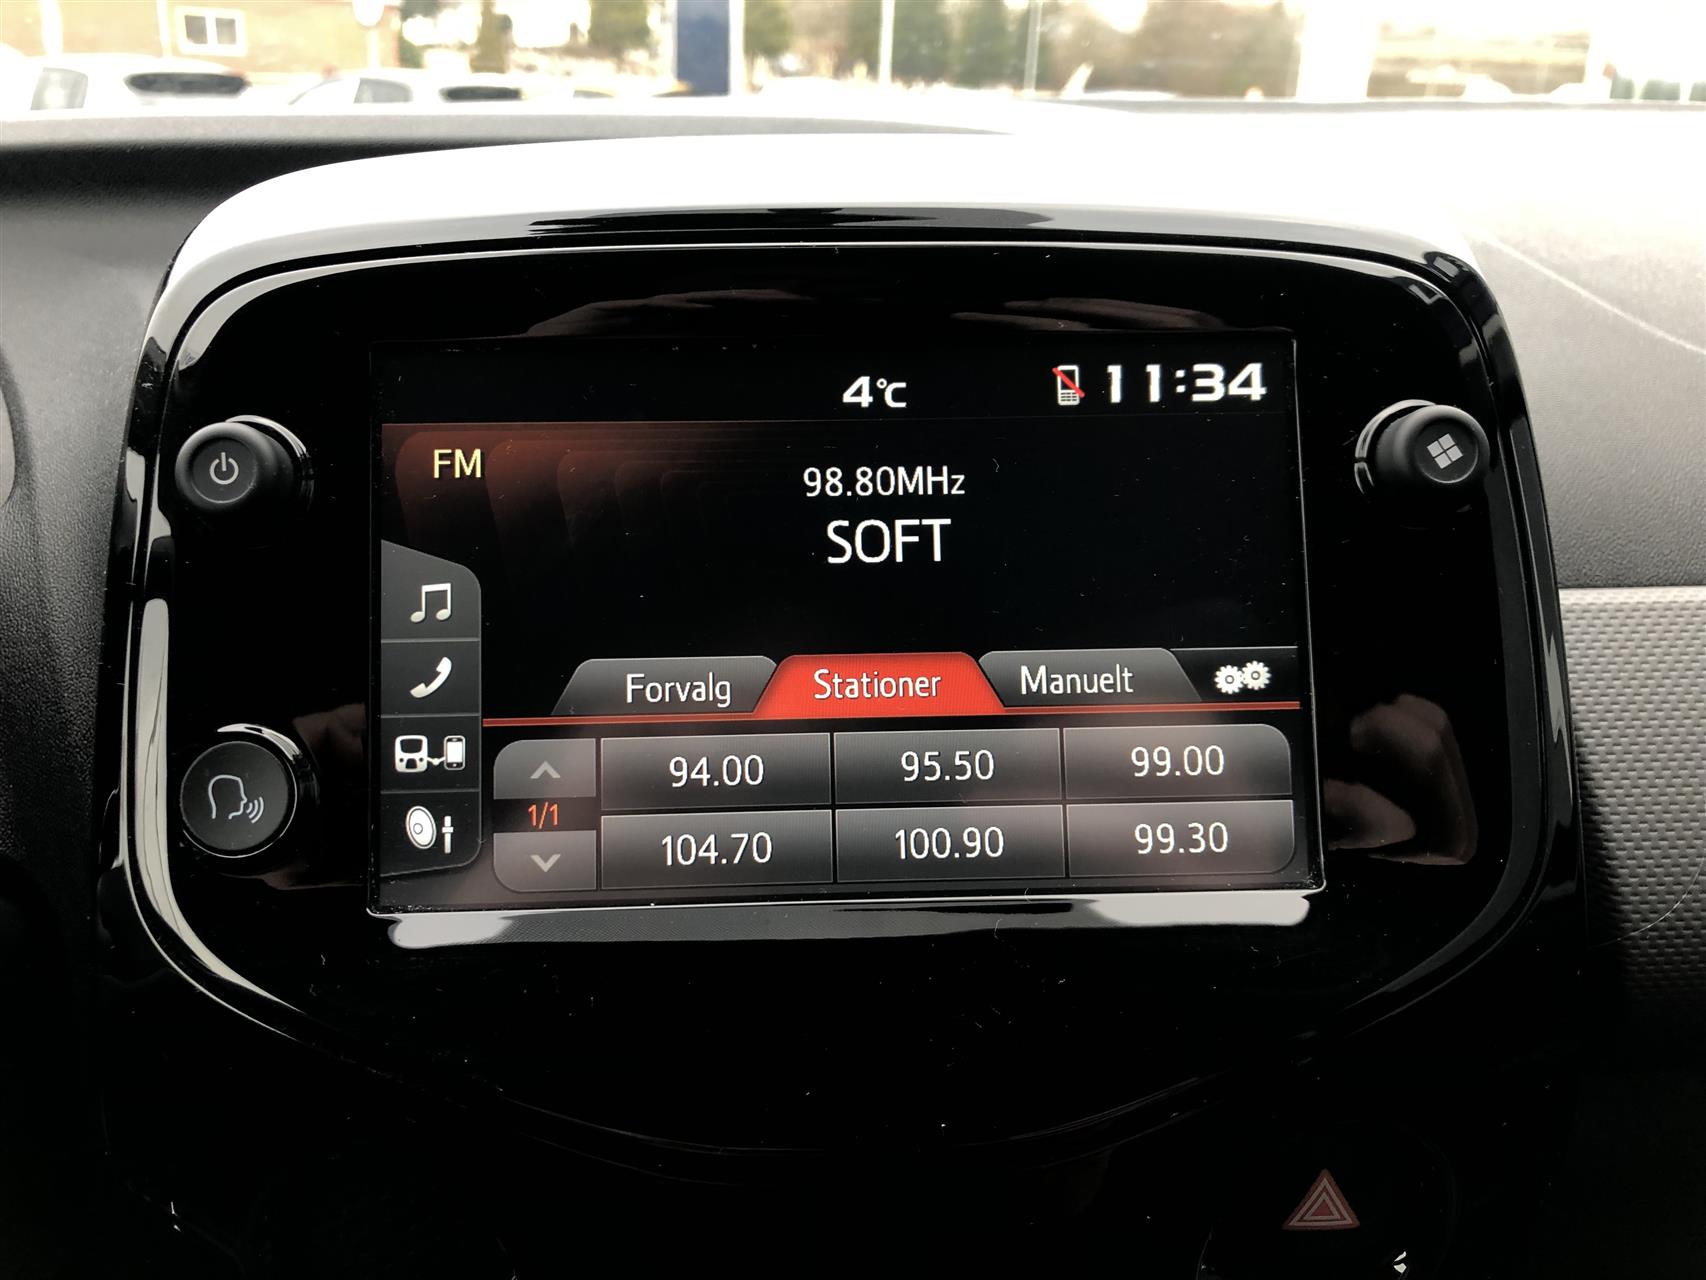 4°C 11:34
FM
98.80MHz
SOFT
Forvalg Stationer Manuelt
94.00 95.50 99.00
1/1
104.70 100.90 99.30